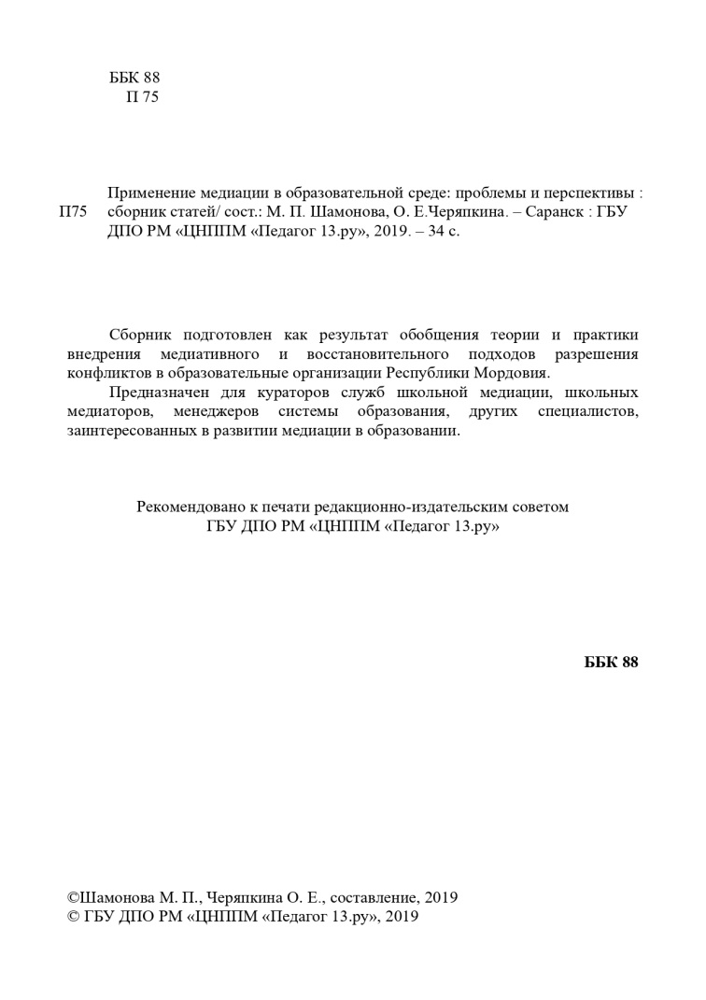 ББК 88
П 75
Применение медиации в образовательной среде: проблемы и перспективы :
П75 сборник статей/ сост.: М. П. Шамонова, О. Е.Черяпкина. – Саранск : ГБУ
ДПО РМ «ЦНППМ «Педагог 13.ру», 2019. – 34 с.
Сборник подготовлен как результат обобщения теории и практики
внедрения медиативного и восстановительного подходов разрешения
конфликтов в образовательные организации Республики Мордовия.
Предназначен для кураторов служб школьной медиации, школьных
медиаторов, менеджеров системы образования, других специалистов,
заинтересованных в развитии медиации в образовании.
Рекомендовано к печати редакционно-издательским советом
ГБУ ДПО РМ «ЦНППМ «Педагог 13.ру»
ББК 88
©Шамонова М. П., Черяпкина О. Е., составление, 2019
© ГБУ ДПО РМ «ЦНППМ «Педагог 13.ру», 2019